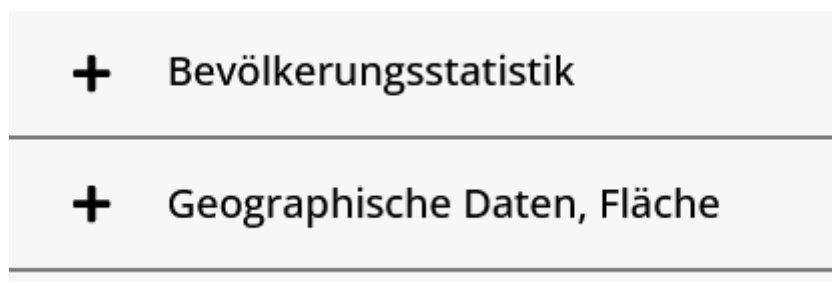 Bevölkerungsstatistik
Geographische Daten, Fläche